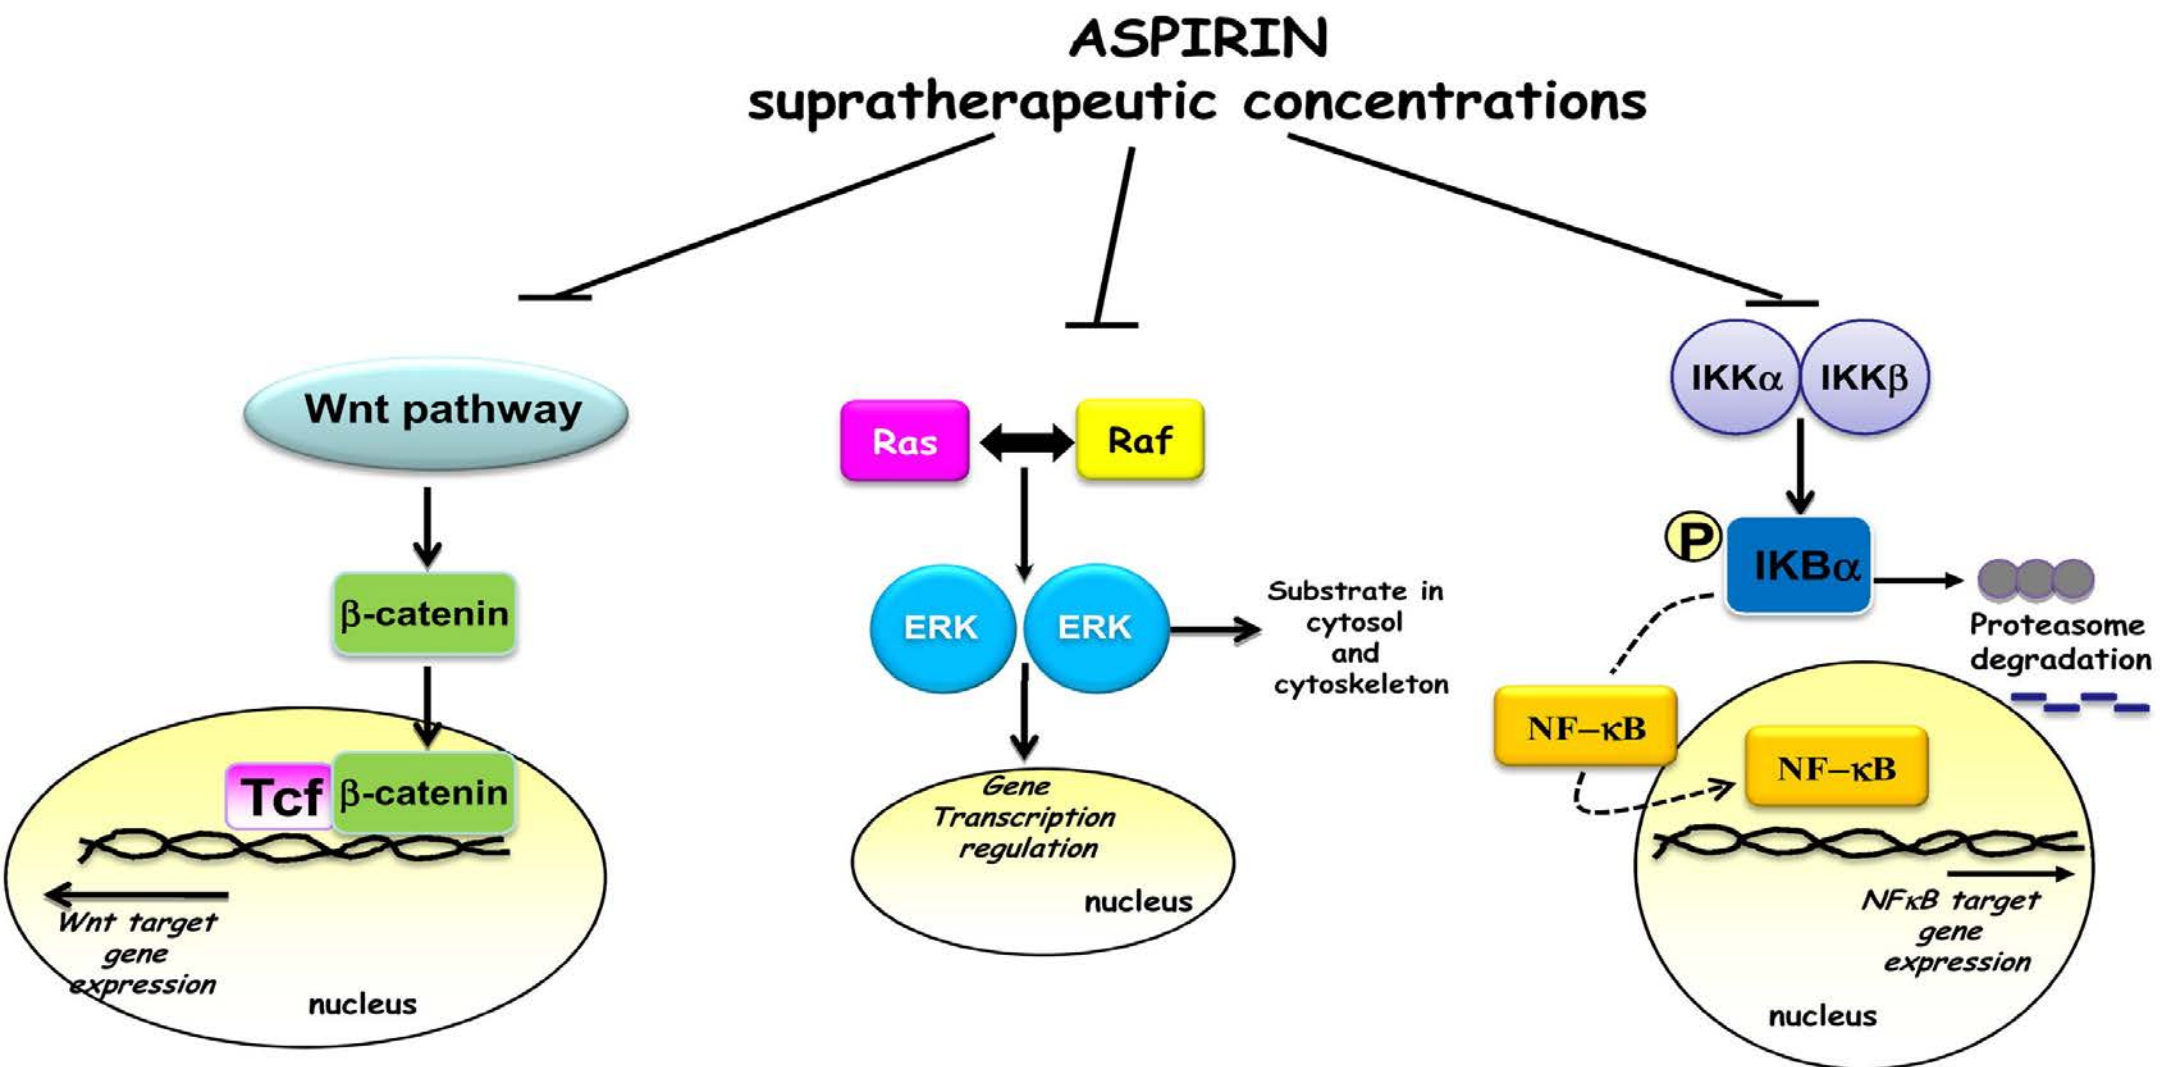 ASPIRIN
supratherapeutic concentrations
Wnt pathway
β-catenin
Tcf
β-catenin
Wnt target
gene
expression
nucleus
Ras
Raf
ERK
ERK
Substrate in
cytosol
and
cytoskeleton
Gene
Transcription
regulation
nucleus
IKKα
IKKβ
P
IKBα
Proteasome
degradation
NF–κB
NF–κB
NFκB target
gene
expression
nucleus